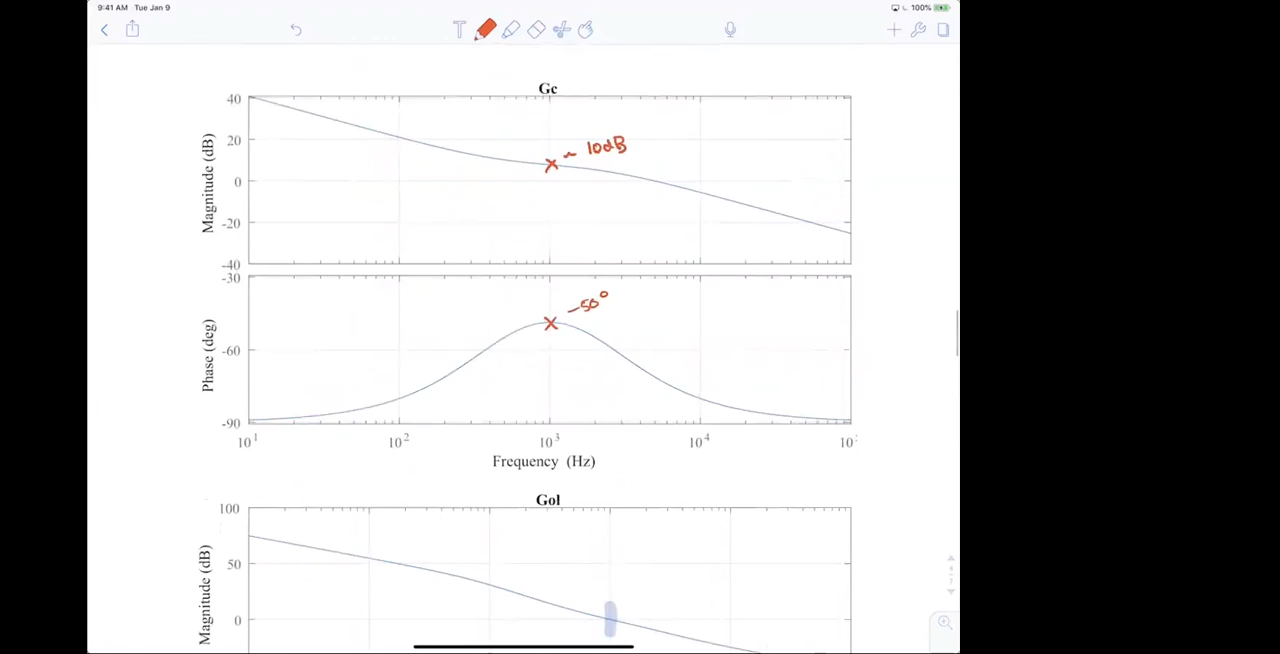 9:41 AM Tue Jan 9
100%
T
Gc
40
20
0
-20
-40
Magnitude (dB)
~ 10dB
-30
-60
-90
Phase (deg)
-50°
10¹ 10² 10³ 10⁴
Frequency (Hz)
Gol
100
50
0
Magnitude (dB)